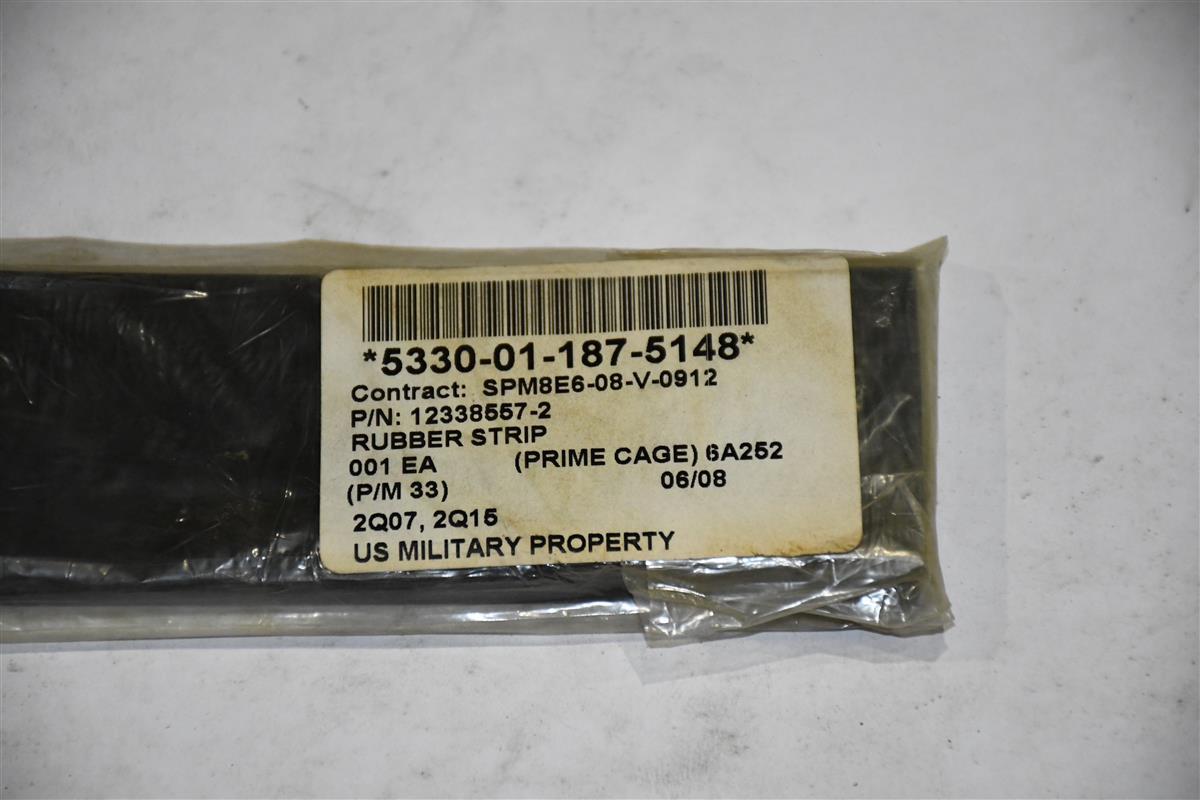 *5330-01-187-5148*
Contract: SPM8E6-08-V-0912
P/N: 12338557-2
RUBBER STRIP
001 EA (PRIME CAGE) 6A252
(P/M 33) 06/08
2Q07, 2Q15
US MILITARY PROPERTY